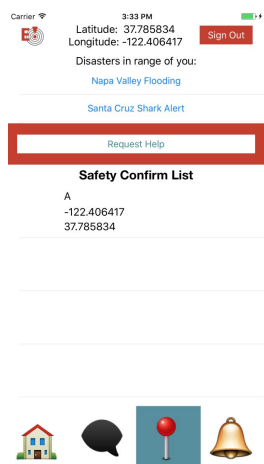 Carrier 3:33 PM
Latitude: 37.785834
Longitude: -122.406417
Sign Out
Disasters in range of you:
Napa Valley Flooding
Santa Cruz Shark Alert
Request Help
Safety Confirm List
A
-122.406417
37.785834